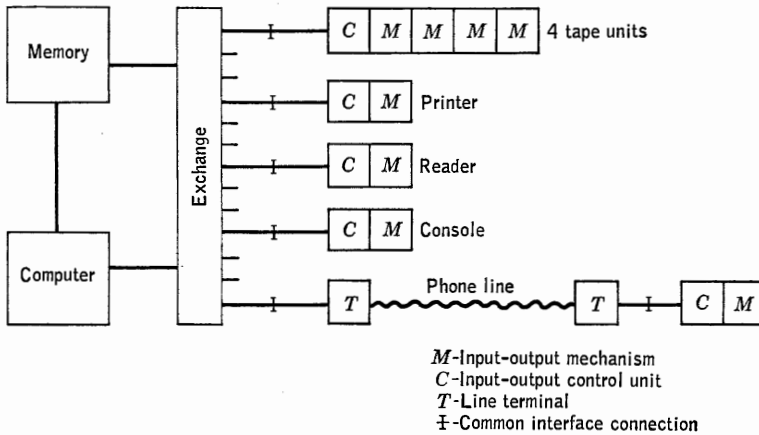 C M M M M 4 tape units
Memory
C M Printer
Exchange
C M Reader
C M Console
Computer
Phone line
T T C M
M-Input-output mechanism
C-Input-output control unit
T-Line terminal
I-Common interface connection